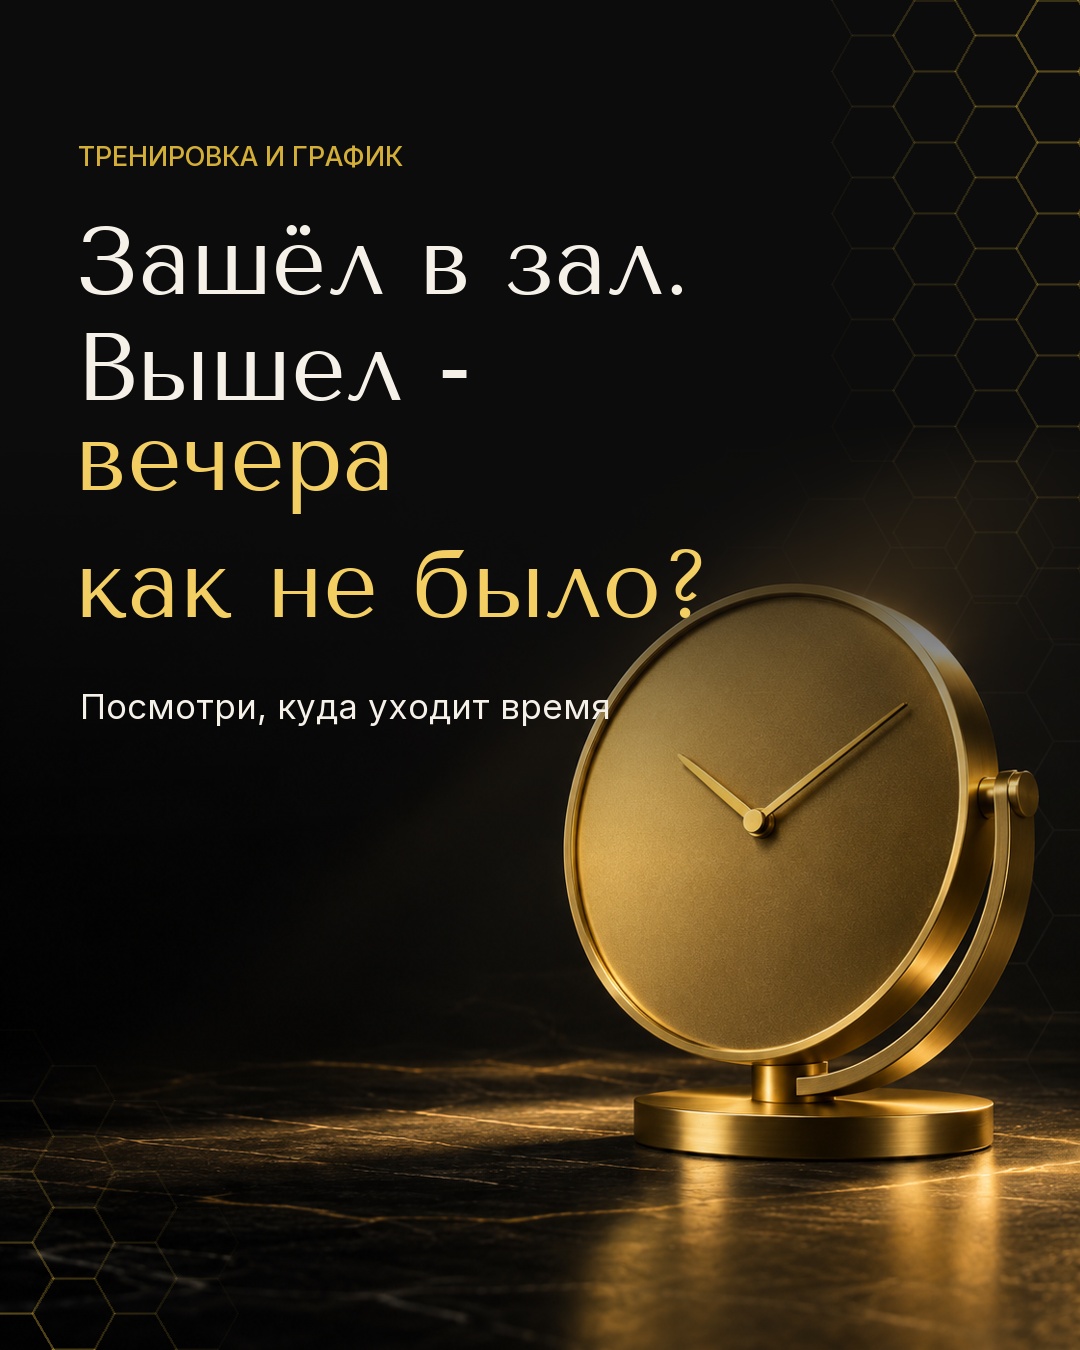 ТРЕНИРОВКА И ГРАФИК
Зашёл в зал.
Вышел -
вечера
как не было?
Посмотри, куда уходит время